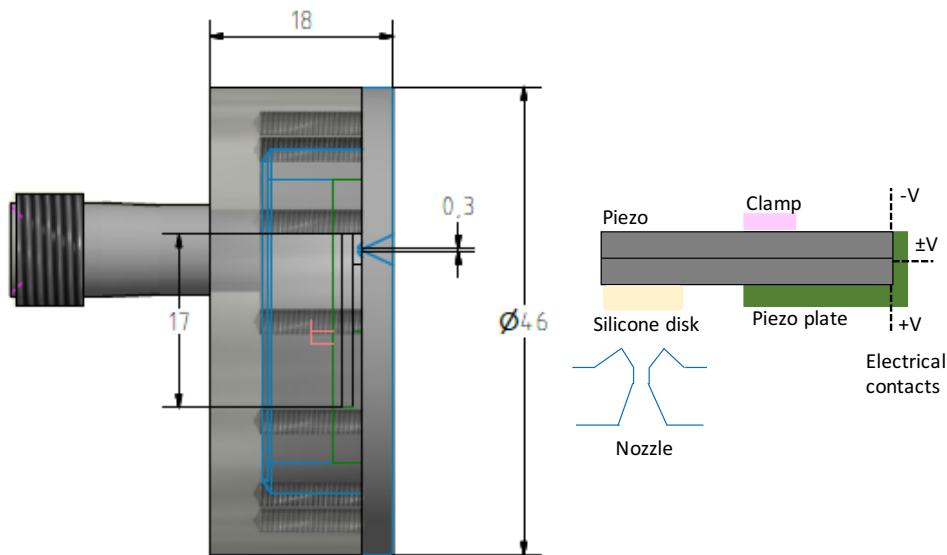 18
0,3
17
Ø46
Clamp
-V
Piezo
±V
Silicone disk
Piezo plate
+V
Electrical
contacts
Nozzle